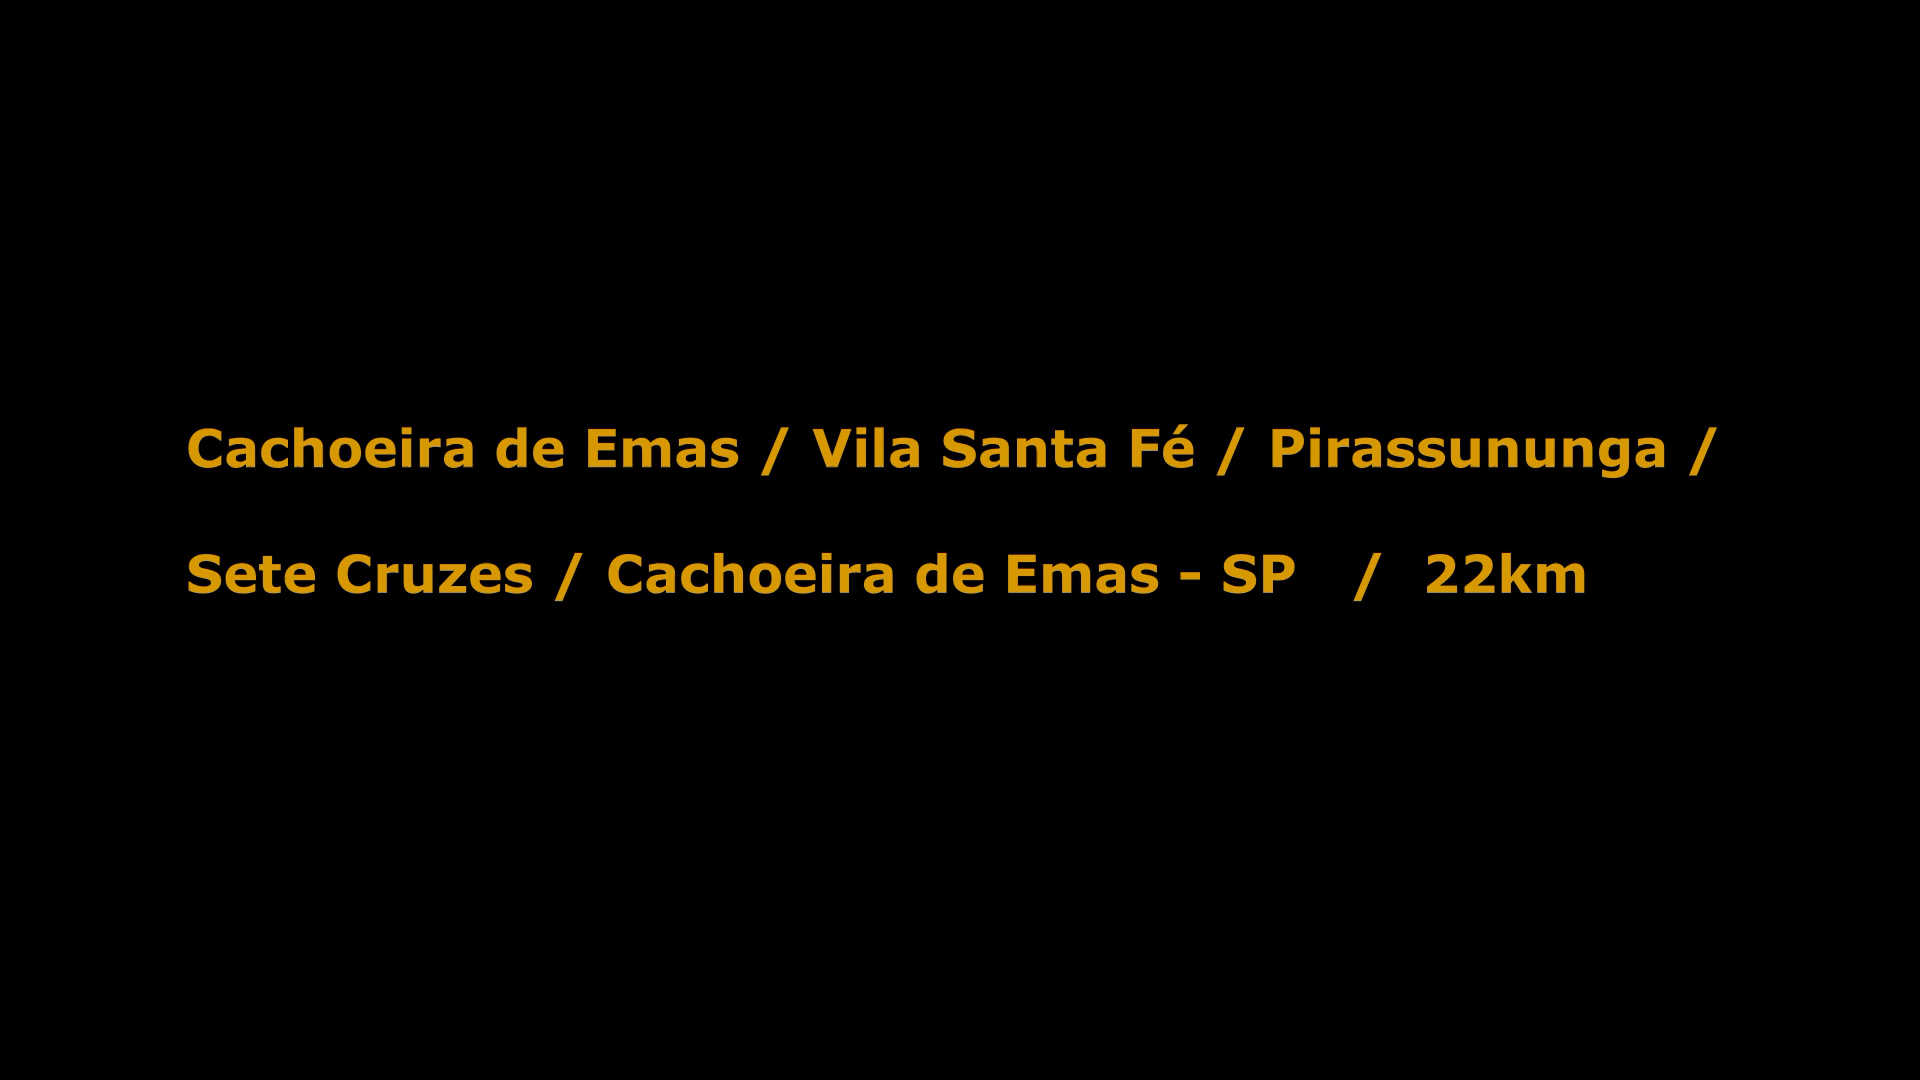 Cachoeira de Emas / Vila Santa Fé / Pirassununga /
Sete Cruzes / Cachoeira de Emas - SP / 22km